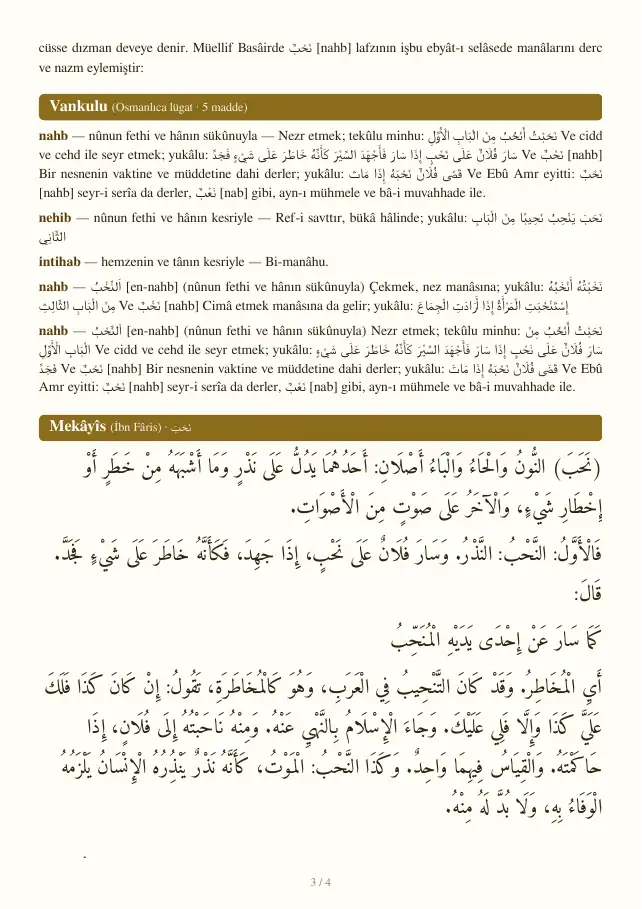 cüsse dızman deveye denir. Müellif Basâirde نَحْبٌ [nahb] lafzının işbu ebyât-ı selâsede manâlarını derc
ve nazm eylemiştir:
Vankulu (Osmanlıca lügat · 5 madde)
nahb — nûnun fethi ve hânın sükûnuyla — Nezr etmek; tekûlu minhu: نَحَبْتُ أَنْحُبُ مِنَ الْبَابِ الْأَوَّلِ Ve cidd
ve cehd ile seyr etmek; yukâlu: سَارَ فُلَانٌ عَلَى نَحْبٍ إِذَا سَارَ فَأَجْهَدَ السَّيْرَ كَأَنَّهُ خَاطَرَ عَلَى شَيْءٍ فَجَدَّ Ve نَحْبٌ [nahb]
Bir nesnenin vaktine ve müddetine dahi derler; yukâlu: قَضَى فُلَانٌ نَحْبَهُ إِذَا مَاتَ Ve Ebû Amr eyitti: نَحْبٌ
[nahb] seyr-i serîa da derler, نَعْبٌ [nab] gibi, ayn-ı mühmele ve bâ-i muvahhade ile.
nehib — nûnun fethi ve hânın kesriyle — Ref-i savttır, bükâ hâlinde; yukâlu: نَحَبَ يَنْحِبُ نَحِيبًا مِنَ الْبَابِ
الثَّانِي
intihab — hemzenin ve tânın kesriyle — Bi-manâhu.
nahb — اَلنَّخْبُ [en-nahb] (nûnun fethi ve hânın sükûnuyla) Çekmek, nez manâsına; yukâlu: نَخَبْتُهُ أَنْخَبُهُ
مِنَ الْبَابِ الثَّالِثِ Ve نَخْبٌ [nahb] Cimâ etmek manâsına da gelir; yukâlu: إِسْتَنْخَبَتِ الْمَرْأَةُ إِذَا أَرَادَتِ الْجِمَاعَ
nahb — اَلنَّحْبُ [en-nahb] (nûnun fethi ve hânın sükûnuyla) Nezr etmek; tekûlu minhu: نَحَبْتُ أَنْحُبُ مِنْ
الْبَابِ الْأَوَّلِ Ve cidd ve cehd ile seyr etmek; yukâlu: سَارَ فُلَانٌ عَلَى نَحْبٍ إِذَا سَارَ فَأَجْهَدَ السَّيْرَ كَأَنَّهُ خَاطَرَ عَلَى شَيْءٍ
فَجَدَّ Ve نَحْبٌ [nahb] Bir nesnenin vaktine ve müddetine dahi derler; yukâlu: قَضَى فُلَانٌ نَحْبَهُ إِذَا مَاتَ Ve Ebû
Amr eyitti: نَحْبٌ [nahb] seyr-i serîa da derler, نَعْبٌ [nab] gibi, ayn-ı mühmele ve bâ-i muvahhade ile.
Mekâyîs (İbn Fâris) · نحب
(نَحَبَ) النُّونُ وَالْحَاءُ وَالْبَاءُ أَصْلَانِ: أَحَدُهُمَا يَدُلُّ عَلَى نَذْرٍ وَمَا أَشْبَهَهُ مِنْ خَطَرٍ أَوْ
إِخْطَارِ شَيْءٍ، وَالْآخَرُ عَلَى صَوْتٍ مِنَ الْأَصْوَاتِ.
فَالْأَوَّلُ: النَّحْبُ: النَّذْرُ. وَسَارَ فُلَانٌ عَلَى نَحْبٍ، إِذَا جَهِدَ، فَكَأَنَّهُ خَاطَرَ عَلَى شَيْءٍ فَجَدَّ.
قَالَ:
كَمَا سَارَ عَنْ إِحْدَى يَدَيْهِ الْمُنَحِّبُ
أَيِ الْمُخَاطِرُ. وَقَدْ كَانَ التَّنْحِيبُ فِي الْعَرَبِ، وَهُوَ كَالْمُخَاطَرَةِ، تَقُولُ: إِنْ كَانَ كَذَا فَلَكَ
عَلَيَّ كَذَا وَإِلَّا فَلِي عَلَيْكَ. وَجَاءَ الْإِسْلَامُ بِالنَّهْيِ عَنْهُ. وَمِنْهُ نَاحَبْتُهُ إِلَى فُلَانٍ، إِذَا
حَاكَمْتَهُ. وَالْقِيَاسُ فِيهِمَا وَاحِدٌ. وَكَذَا النَّحْبُ: الْمَوْتُ، كَأَنَّهُ نَذْرٌ يَنْذِرُهُ الْإِنْسَانُ يَلْزَمُهُ
الْوَفَاءُ بِهِ، وَلَا بُدَّ لَهُ مِنْهُ.
3 / 4